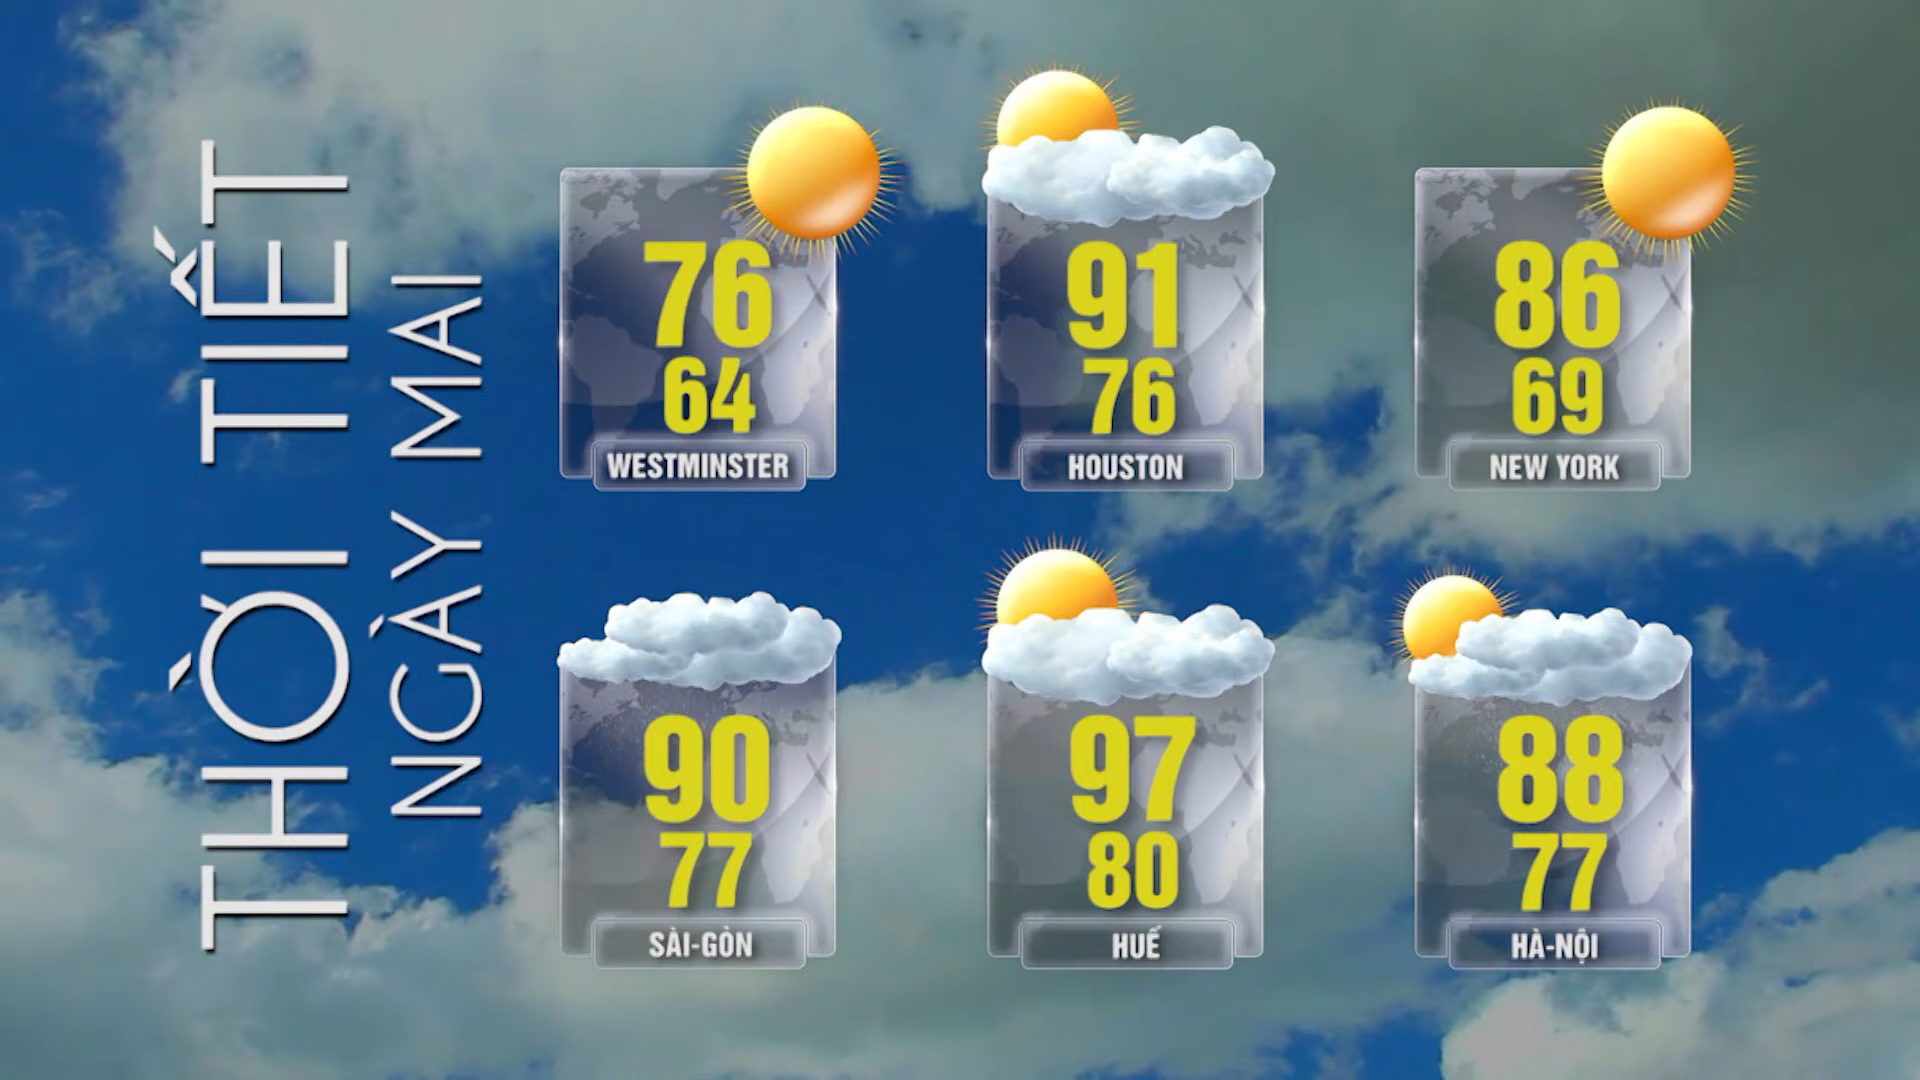 THỜI TIẾT
NGÀY MAI
76
64
WESTMINSTER
91
76
HOUSTON
86
69
NEW YORK
90
77
SÀI-GÒN
97
80
HUẾ
88
77
HÀ-NỘI